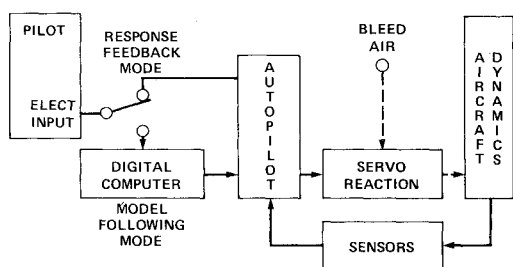 PILOT
ELECT
INPUT
RESPONSE
FEEDBACK
MODE
DIGITAL
COMPUTER
MODEL
FOLLOWING
MODE
AUTOPILOT
BLEED
AIR
SERVO
REACTION
SENSORS
AIRCRAFT
DYNAMICS